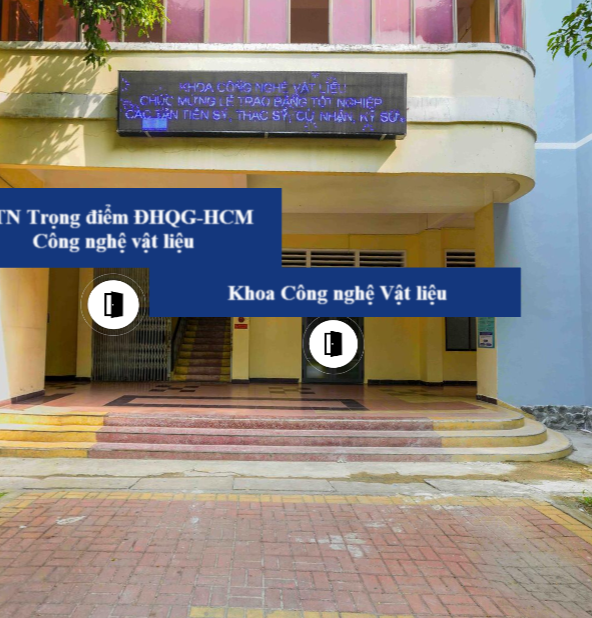 KHOA CÔNG NGHỆ VẬT LIỆU
CHÚC MỪNG LỄ TRAO BẰNG TỐT NGHIỆP
CÁC TÂN TIẾN SỸ, THẠC SỸ, CỬ NHÂN, KỸ SƯ
TN Trọng điểm ĐHQG-HCM
Công nghệ vật liệu
Khoa Công nghệ Vật liệu